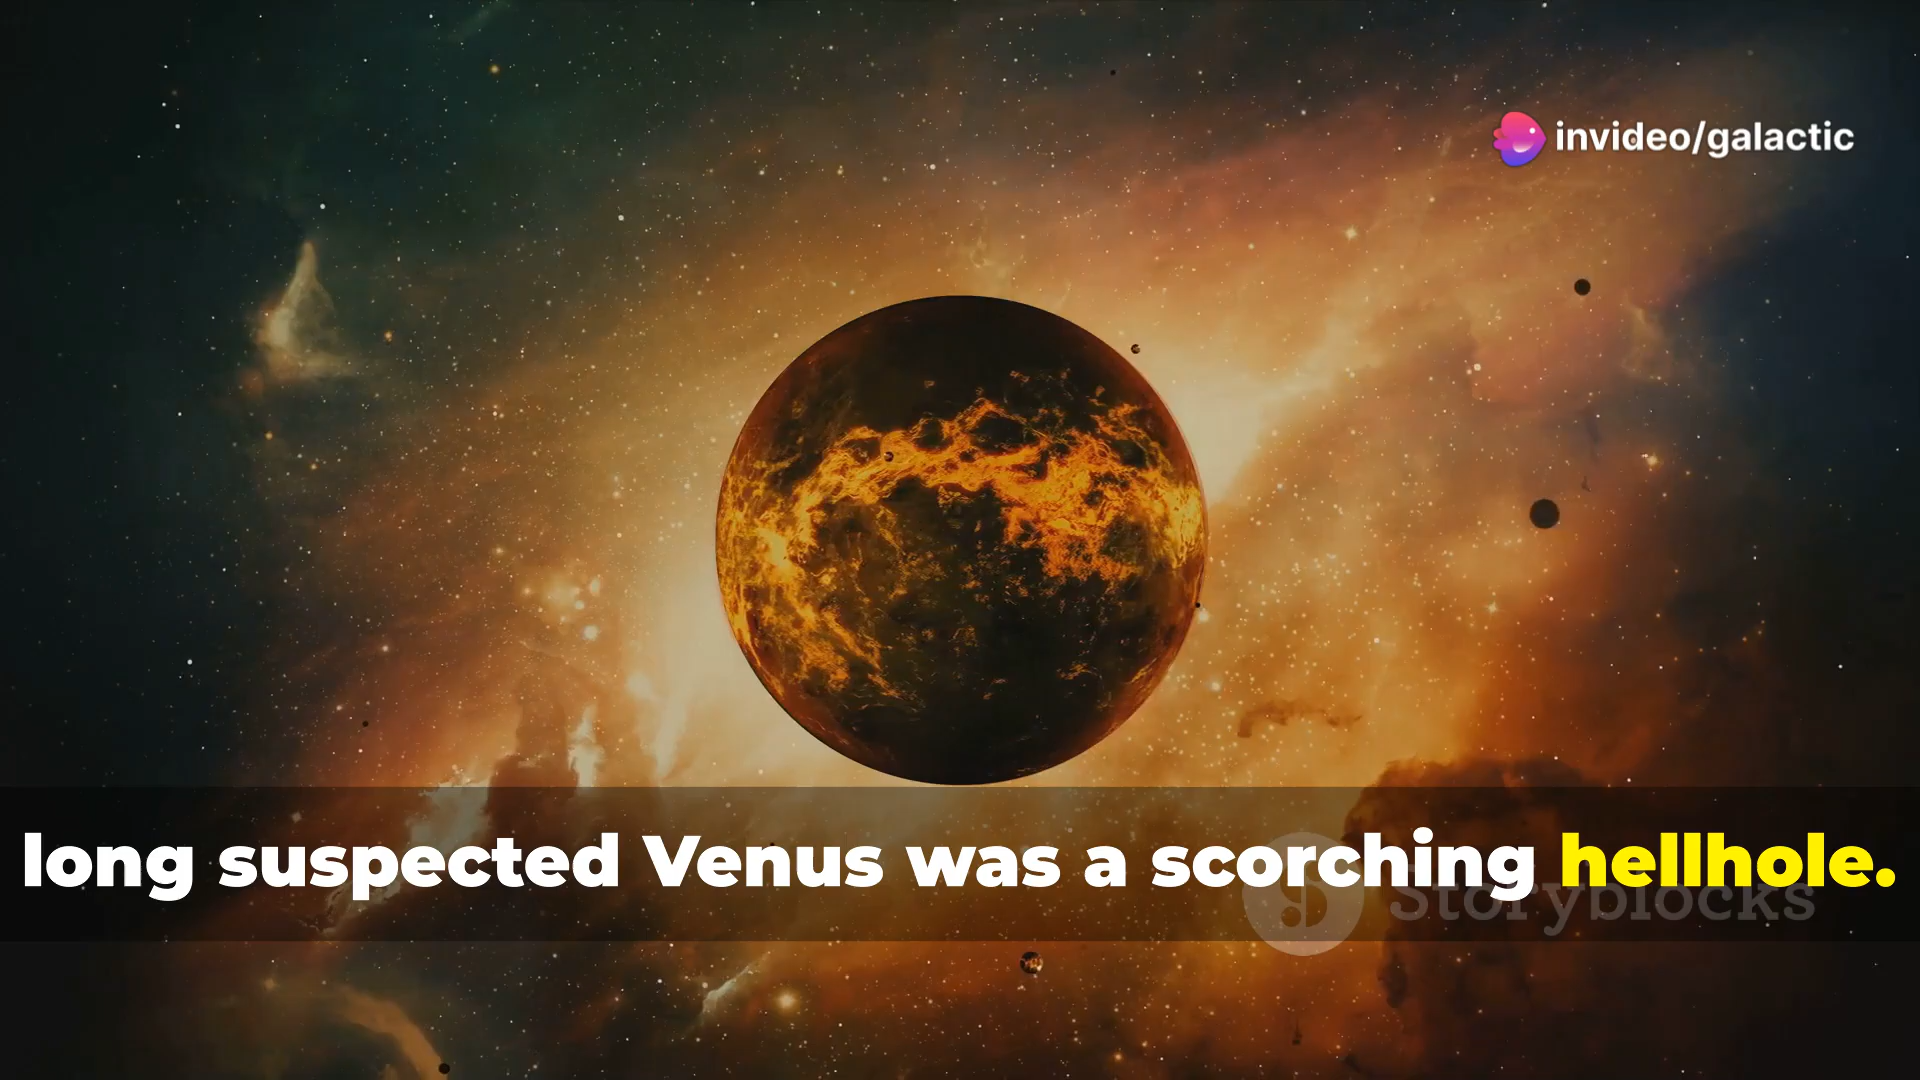 invideo/galactic
long suspected Venus was a scorching hellhole.
Storyblocks